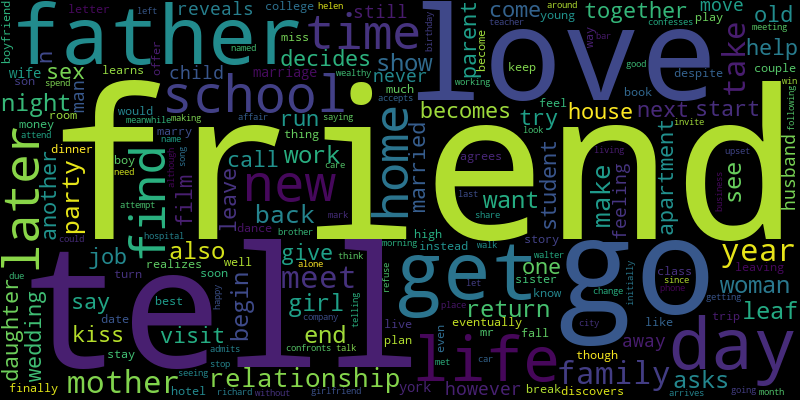 boyfriend
letter
left
around
helen
father
time
love
reveals
college
young
offer
birthday
teacher
named
miss
wealthy
confesses
still
together
come
play
parent
move
old
meeting
help
way
bar
n
wife
son
spend
learns
sex
child
marriage
decides
show
never
become
working
keep
good
despite
book
take
couple
win
night
money
room
man
school
run
much
accepts
would
meanwhile
making
name
affair
saying
thing
becomes
try
feel
look
house
next
start
following
invite
attend
dinner
party
boy
need
find
although
song
marry
call
work
care
home
married
agrees
want
student
living
make
feeling
apartment
see
upset
business
husband
friend
later
another
attempt
film
leave
new
could
hospital
dance
back
mark
last
share
brother
tell
job
realizes
also
well
give
alone
think
morning
walk
high
instead
story
sister
one
walter
go
initially
class
since
phone
leaving
year
woman
daughter
due
wedding
turn
say
date
soon
best
visit
happy
begin
meet
girl
company
telling
refuse
get
let
know
place
return
change
city
getting
trip
day
leaf
kiss
stay
admits
stop
end
confronts
talk
live
plan
even
met
mr
car
eventually
fall
like
though
away
finally
mother
seeing
hotel
relationship
richard
without
girlfriend
york
life
however
break
family
discovers
asks
arrives
going
month